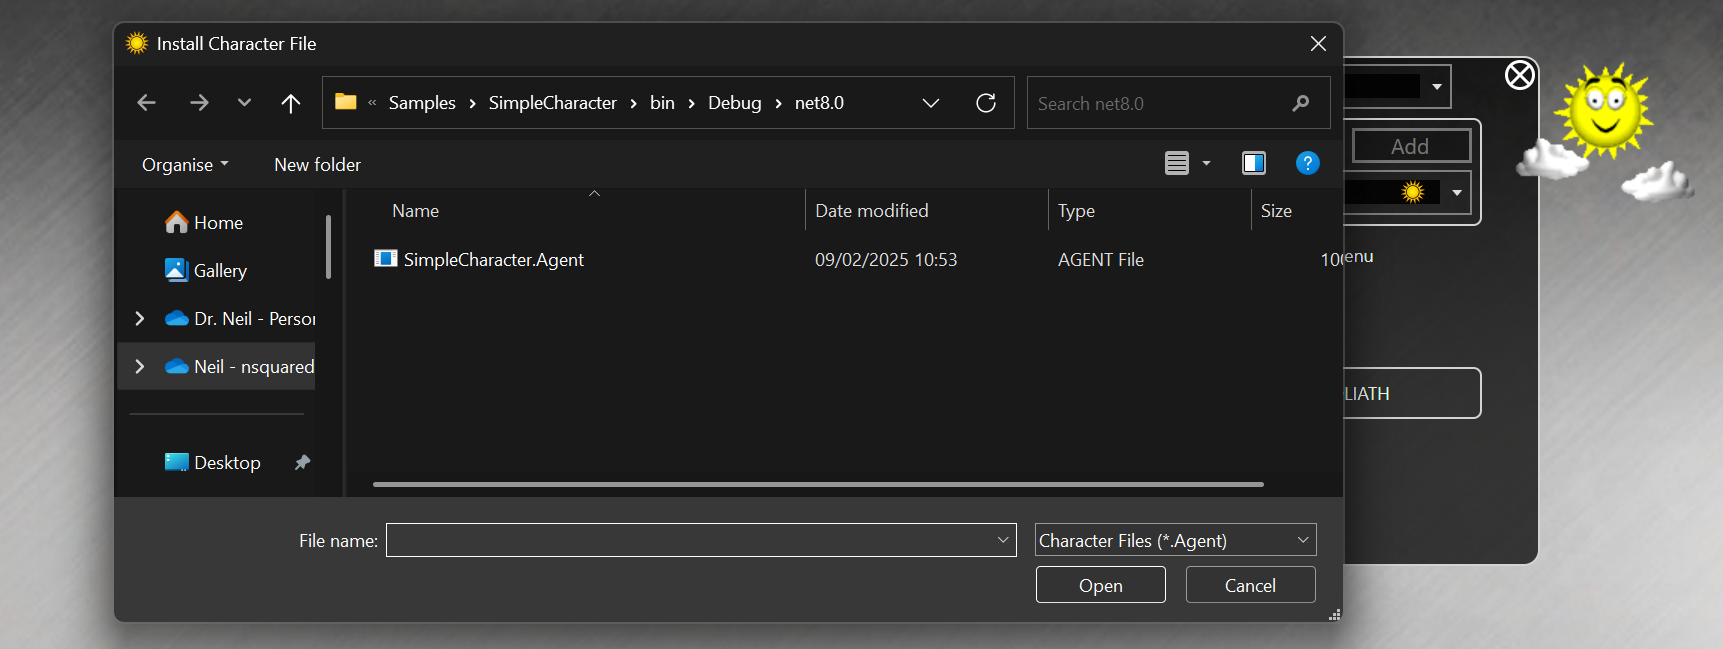 Install Character File
« Samples › SimpleCharacter › bin › Debug › net8.0
Search net8.0
Add
Organise
New folder
Home
Gallery
Dr. Neil - Person
Neil - nsquared
Desktop
Name
Date modified
Type
Size
SimpleCharacter.Agent
09/02/2025 10:53
AGENT File
10
enu
LIATH
File name:
Character Files (*.Agent)
Open
Cancel